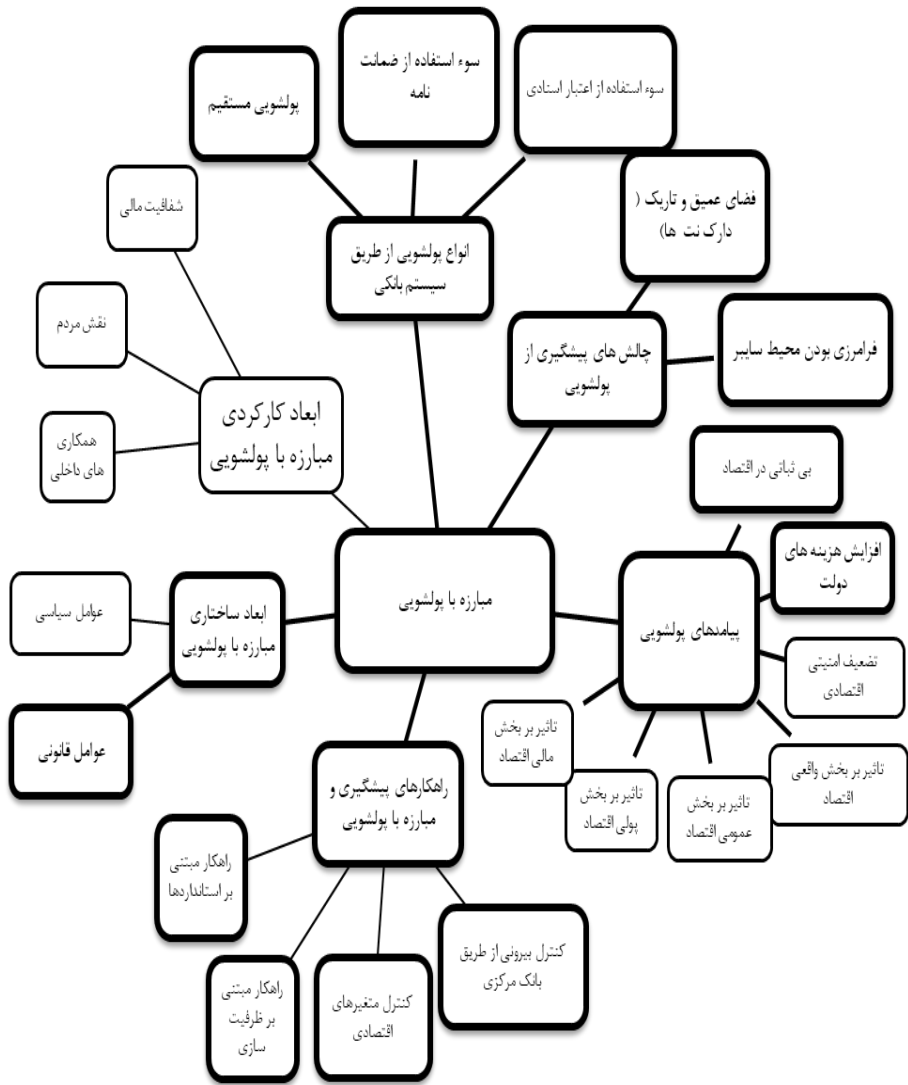 سوء استفاده از ضمانت
نامه
سوء استفاده از اعتبار اسنادی
پولشویی مستقیم
فضای عمیق و تاریک (
دارک نت ها)
شفافیت مالی
انواع پولشویی از طریق
سیستم بانکی
فرامرزی بودن محیط سایبر
چالش های پیشگیری از
پولشویی
نقش مردم
ابعاد کارکردی
مبارزه با پولشویی
همکاری
های داخلی
بی ثباتی در اقتصاد
افزایش هزینه های
دولت
مبارزه با پولشویی
پیامدهای پولشویی
ابعاد ساختاری
مبارزه با پولشویی
عوامل سیاسی
عوامل قانونی
تضعیف امنیتی
اقتصادی
تاثیر بر بخش واقعی
اقتصاد
تاثیر بر بخش
عمومی اقتصاد
تاثیر بر بخش
پولی اقتصاد
تاثیر بر بخش
مالی اقتصاد
راهکارهای پیشگیری و
مبارزه با پولشویی
راهکار مبتنی
بر استانداردها
راهکار مبتنی
بر ظرفیت
سازی
کنترل متغیرهای
اقتصادی
کنترل بیرونی از طریق
بانک مرکزی